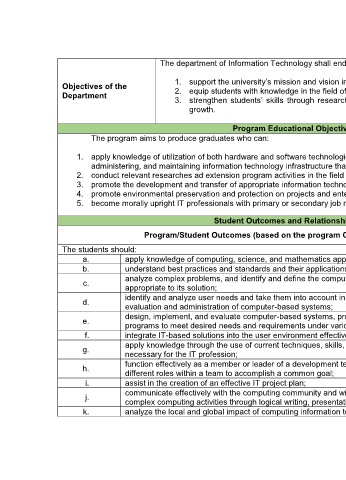 The department of Information Technology shall end
Objectives of the
Department
1. support the university's mission and vision in
2. equip students with knowledge in the field of
3. strengthen students' skills through research
growth.
Program Educational Objectiv
The program aims to produce graduates who can:
1. apply knowledge of utilization of both hardware and software technologi
administering, and maintaining information technology infrastructure tha
2. conduct relevant researches ad extension program activities in the field
3. promote the development and transfer of appropriate information techno
4. promote environmental preservation and protection on projects and ente
5. become morally upright IT professionals with primary or secondary job r
Student Outcomes and Relationsh
Program/Student Outcomes (based on the program C
The students should:
a. apply knowledge of computing, science, and mathematics app
b. understand best practices and standards and their applications
c. analyze complex problems, and identify and define the compu
appropriate to its solution;
d. identify and analyze user needs and take them into account in
evaluation and administration of computer-based systems;
e. design, implement, and evaluate computer-based systems, pr
programs to meet desired needs and requirements under vario
f. integrate IT-based solutions into the user environment effective
g. apply knowledge through the use of current techniques, skills,
necessary for the IT profession;
h. function effectively as a member or leader of a development te
different roles within a team to accomplish a common goal;
i. assist in the creation of an effective IT project plan;
j. communicate effectively with the computing community and wi
complex computing activities through logical writing, presentat
k. analyze the local and global impact of computing information t